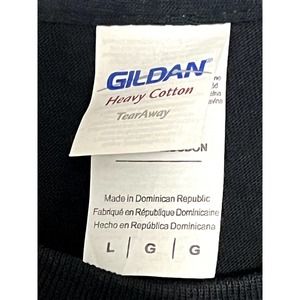 GILDAN
Heavy Cotton
TearAway
Made in Dominican Republic
Fabriqué en République Dominicaine
Hecho en República Dominicana
L | G | G